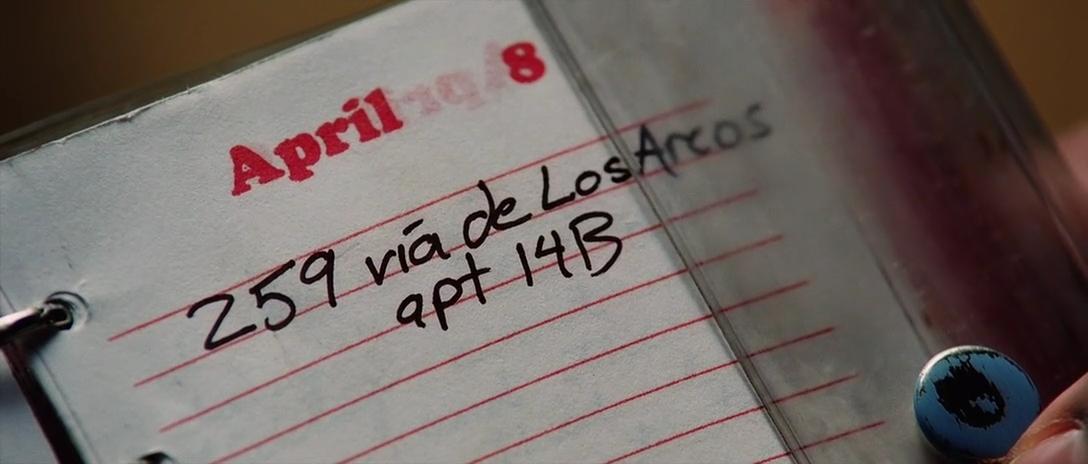 April 8
259 vía de Los Arcos
apt 14B